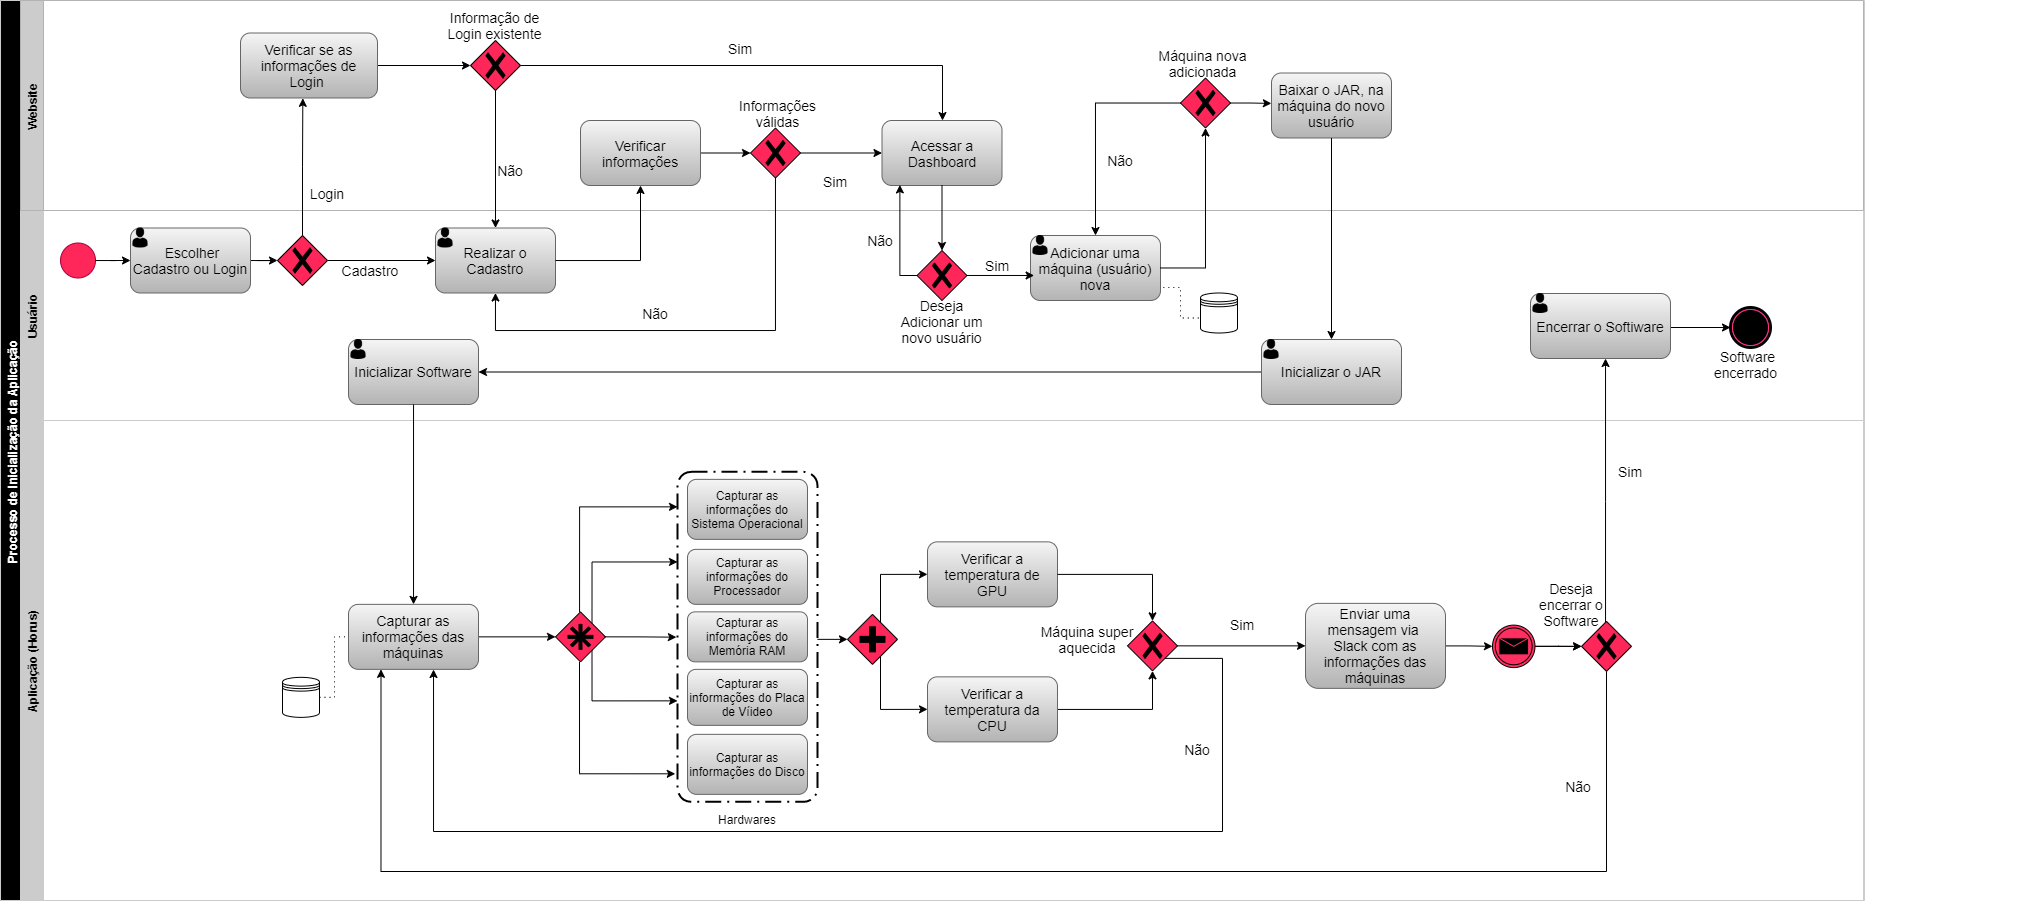 Processo de Inicialização da Aplicação
Website
Informação de
Login existente
Verificar se as
informações de
Login
Sim
Máquina nova
adicionada
Baixar o JAR, na
máquina do novo
usuário
Informações
válidas
Verificar
informações
Acessar a
Dashboard
Não
Não
Sim
Login
Usuário
Escolher
Cadastro ou Login
Cadastro
Realizar o
Cadastro
Não
Sim
Adicionar uma
máquina (usuário)
nova
Deseja
Adicionar um
novo usuário
Não
Encerrar o Softiware
Software
encerrado
Inicializar Software
Inicializar o JAR
Aplicação (Horus)
Sim
Capturar as
informações do
Sistema Operacional
Capturar as
informações do
Processador
Capturar as
informações do
Memória RAM
Capturar as
informações do Placa
de Víideo
Capturar as
informações do Disco
Hardwares
Capturar as
informações das
máquinas
Verificar a
temperatura de
GPU
Verificar a
temperatura da
CPU
Máquina super
aquecida
Sim
Não
Enviar uma
mensagem via
Slack com as
informações das
máquinas
Deseja
encerrar o
Software
Não